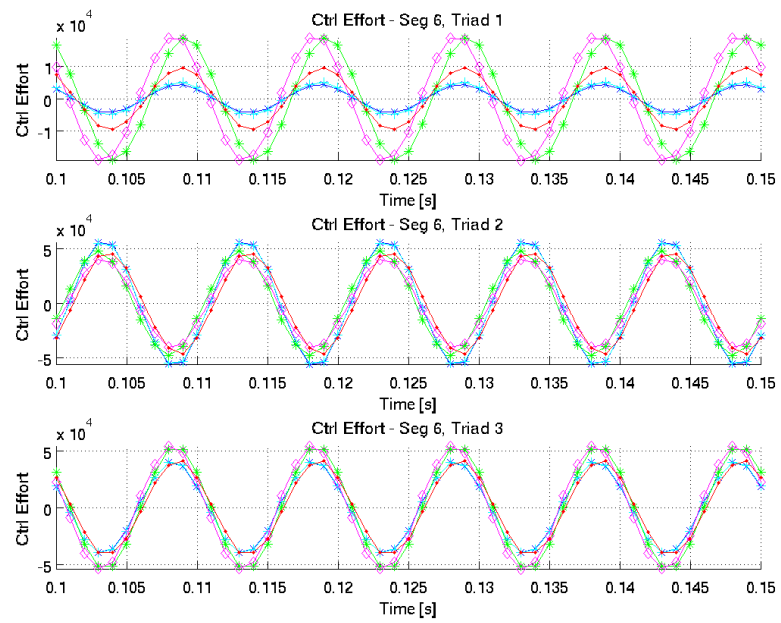 Ctrl Effort - Seg 6, Triad 1
x 10^4
1
0
-1
Ctrl Effort
0.1 0.105 0.11 0.115 0.12 0.125 0.13 0.135 0.14 0.145 0.15
Time [s]
Ctrl Effort - Seg 6, Triad 2
x 10^4
5
0
-5
Ctrl Effort
0.1 0.105 0.11 0.115 0.12 0.125 0.13 0.135 0.14 0.145 0.15
Time [s]
Ctrl Effort - Seg 6, Triad 3
x 10^4
5
0
-5
Ctrl Effort
0.1 0.105 0.11 0.115 0.12 0.125 0.13 0.135 0.14 0.145 0.15
Time [s]